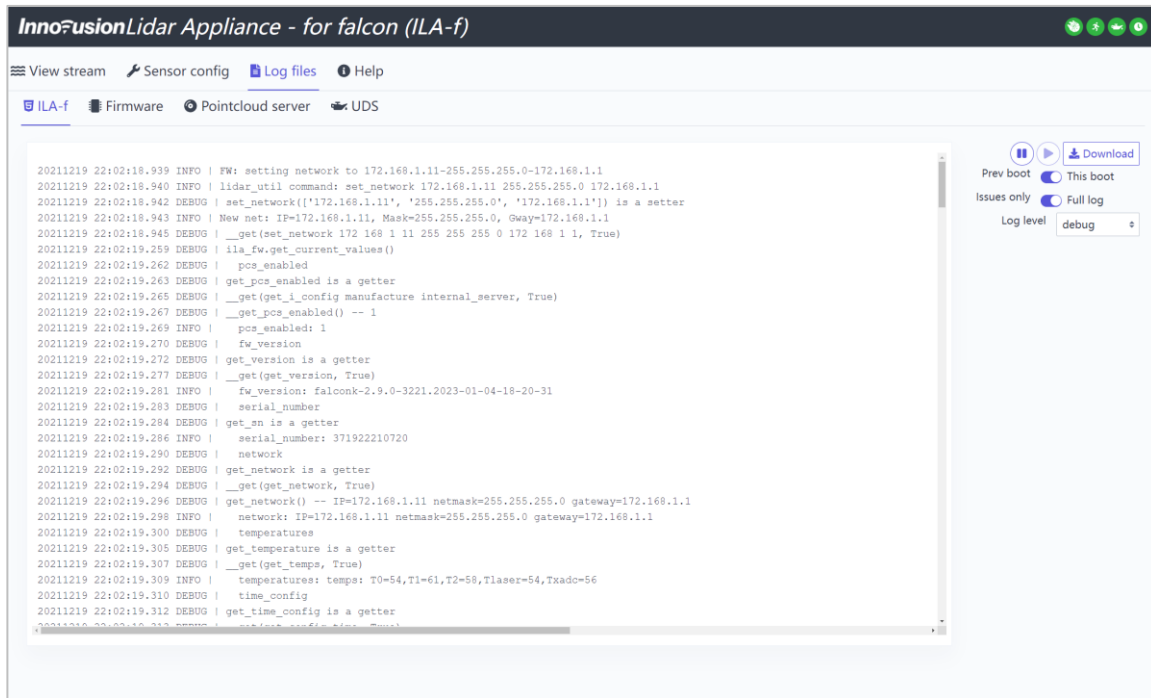 Innofusion Lidar Appliance - for falcon (ILA-f)
View stream Sensor config Log files Help
ILA-f Firmware Pointcloud server UDS
Download
Prev boot This boot
Issues only Full log
Log level debug
20211219 22:02:18.939 INFO | FW: setting network to 172.168.1.11-255.255.255.0-172.168.1.1
20211219 22:02:18.940 INFO | lidar_util command: set_network 172.168.1.11 255.255.255.0 172.168.1.1
20211219 22:02:18.942 DEBUG | set_network(['172.168.1.11', '255.255.255.0', '172.168.1.1']) is a setter
20211219 22:02:18.943 INFO | New net: IP=172.168.1.11, Mask=255.255.255.0, Gway=172.168.1.1
20211219 22:02:18.945 DEBUG | __get(set_network 172 168 1 11 255 255 255 0 172 168 1 1, True)
20211219 22:02:19.259 DEBUG | ila_fw.get_current_values()
20211219 22:02:19.262 DEBUG | pcs_enabled
20211219 22:02:19.263 DEBUG | get_pcs_enabled is a getter
20211219 22:02:19.265 DEBUG | __get(get_i_config manufacture internal_server, True)
20211219 22:02:19.267 DEBUG | __get_pcs_enabled() -- 1
20211219 22:02:19.269 INFO | pcs_enabled: 1
20211219 22:02:19.270 DEBUG | fw_version
20211219 22:02:19.272 DEBUG | get_version is a getter
20211219 22:02:19.277 DEBUG | __get(get_version, True)
20211219 22:02:19.281 INFO | fw_version: falconk-2.9.0-3221.2023-01-04-18-20-31
20211219 22:02:19.283 DEBUG | serial_number
20211219 22:02:19.284 DEBUG | get_sn is a getter
20211219 22:02:19.286 INFO | serial_number: 371922210720
20211219 22:02:19.290 DEBUG | network
20211219 22:02:19.292 DEBUG | get_network is a getter
20211219 22:02:19.294 DEBUG | __get(get_network, True)
20211219 22:02:19.296 DEBUG | get_network() -- IP=172.168.1.11 netmask=255.255.255.0 gateway=172.168.1.1
20211219 22:02:19.298 INFO | network: IP=172.168.1.11 netmask=255.255.255.0 gateway=172.168.1.1
20211219 22:02:19.300 DEBUG | temperatures
20211219 22:02:19.305 DEBUG | get_temperature is a getter
20211219 22:02:19.307 DEBUG | __get(get_temps, True)
20211219 22:02:19.309 INFO | temperatures: temps: T0=54,T1=61,T2=58,Tlaser=54,Txadc=56
20211219 22:02:19.310 DEBUG | time_config
20211219 22:02:19.312 DEBUG | get_time_config is a getter